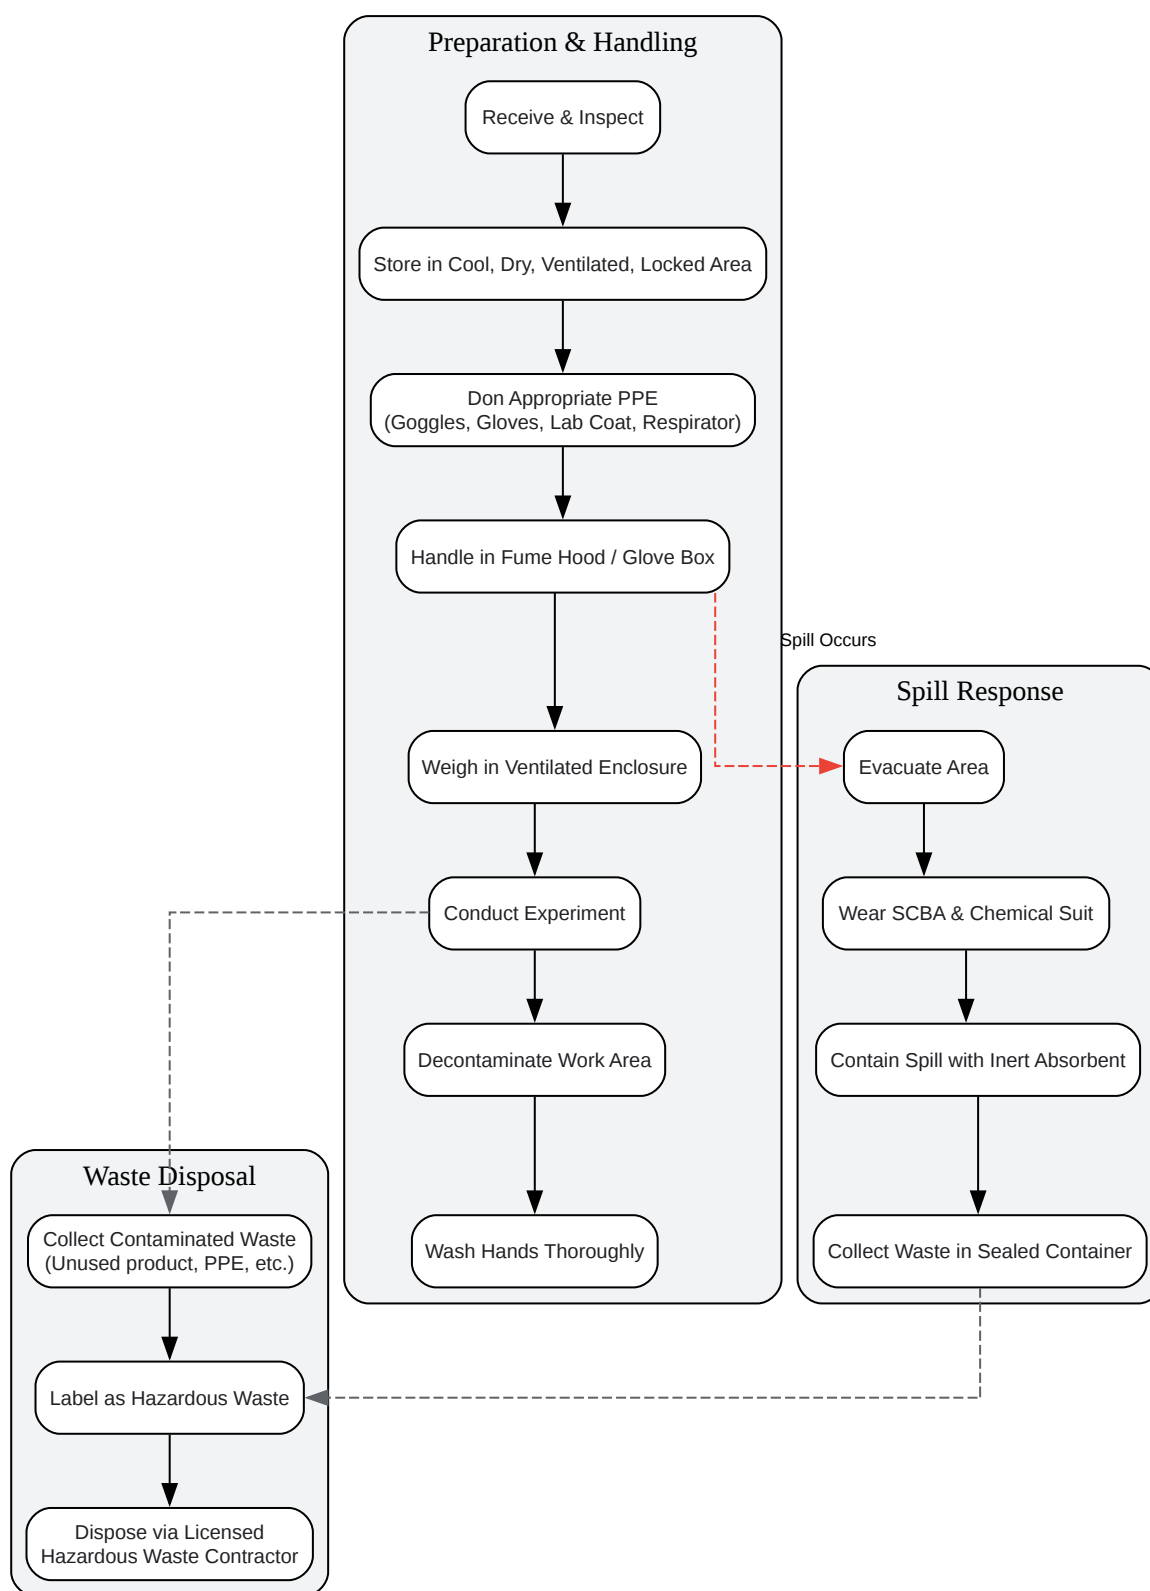 Preparation & Handling
Receive & Inspect
Store in Cool, Dry, Ventilated, Locked Area
Don Appropriate PPE
(Goggles, Gloves, Lab Coat, Respirator)
Handle in Fume Hood / Glove Box
Weigh in Ventilated Enclosure
Conduct Experiment
Decontaminate Work Area
Wash Hands Thoroughly
Spill Occurs
Spill Response
Evacuate Area
Wear SCBA & Chemical Suit
Contain Spill with Inert Absorbent
Collect Waste in Sealed Container
Waste Disposal
Collect Contaminated Waste
(Unused product, PPE, etc.)
Label as Hazardous Waste
Dispose via Licensed
Hazardous Waste Contractor